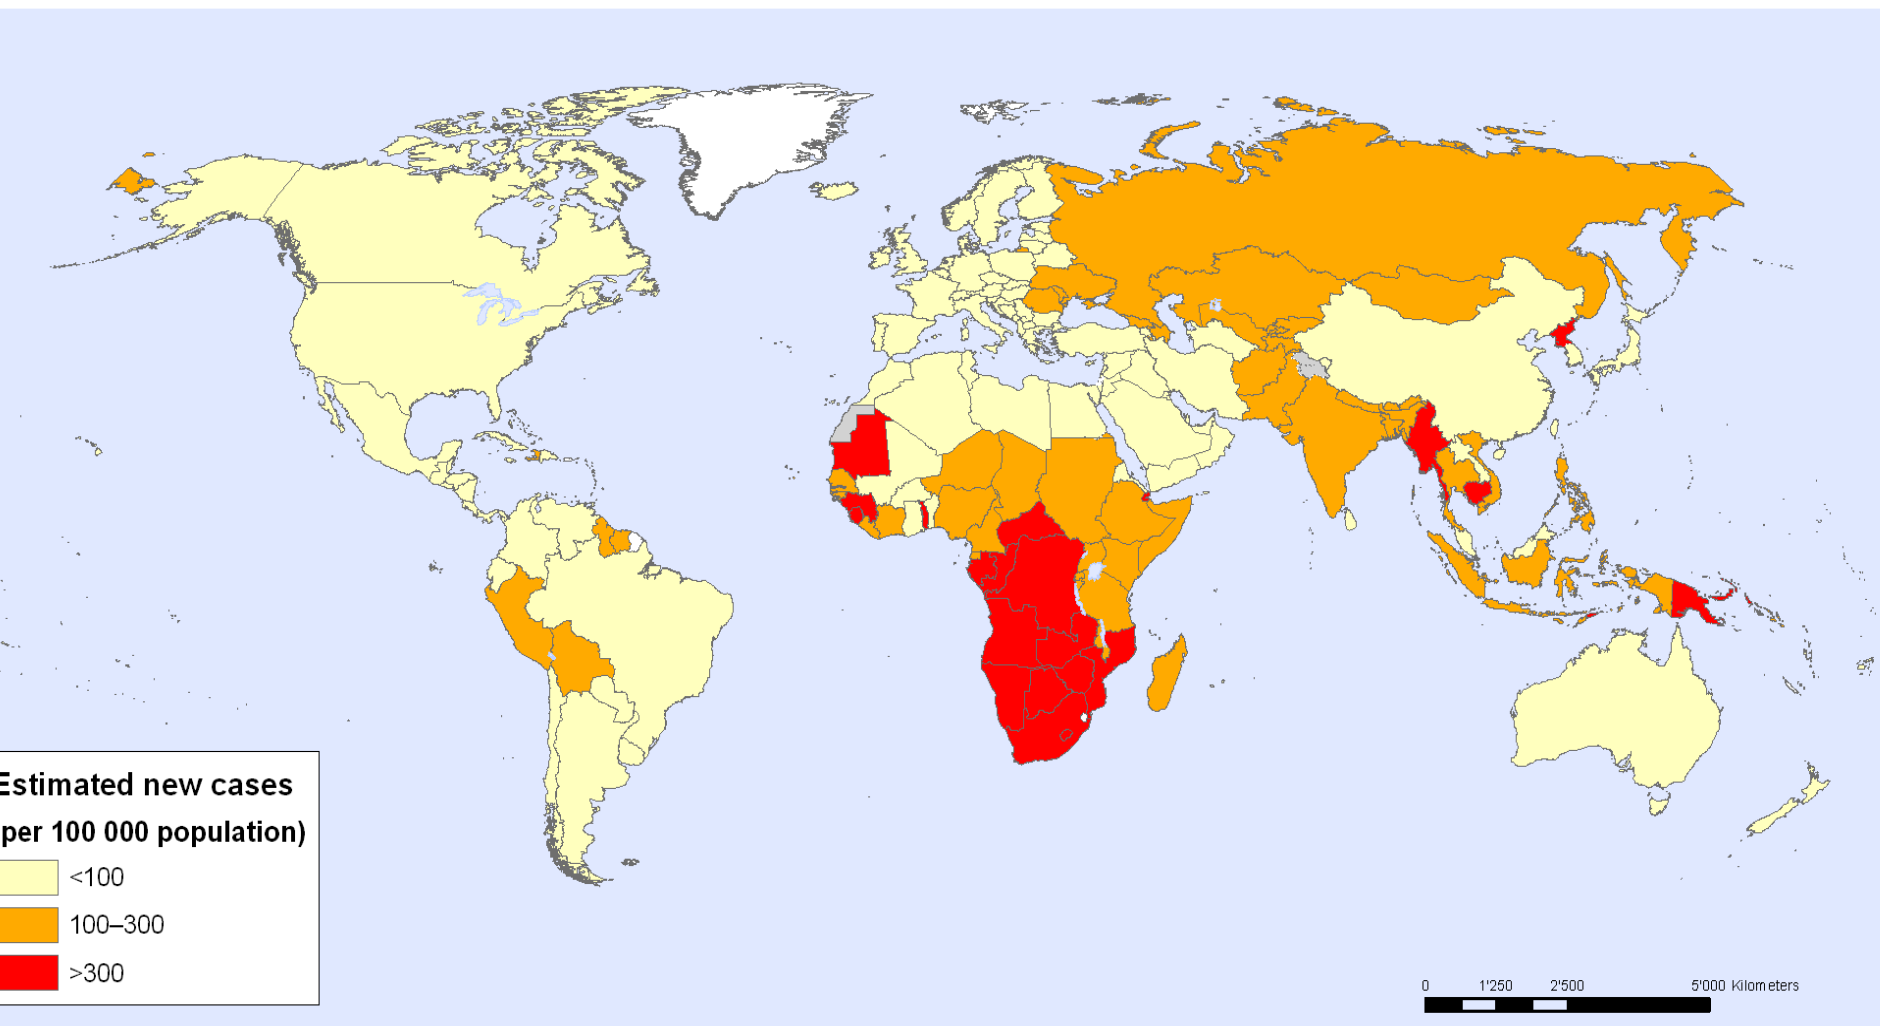 Estimated new cases
per 100 000 population)
<100
100–300
>300
0 1'250 2'500 5'000 Kilometers